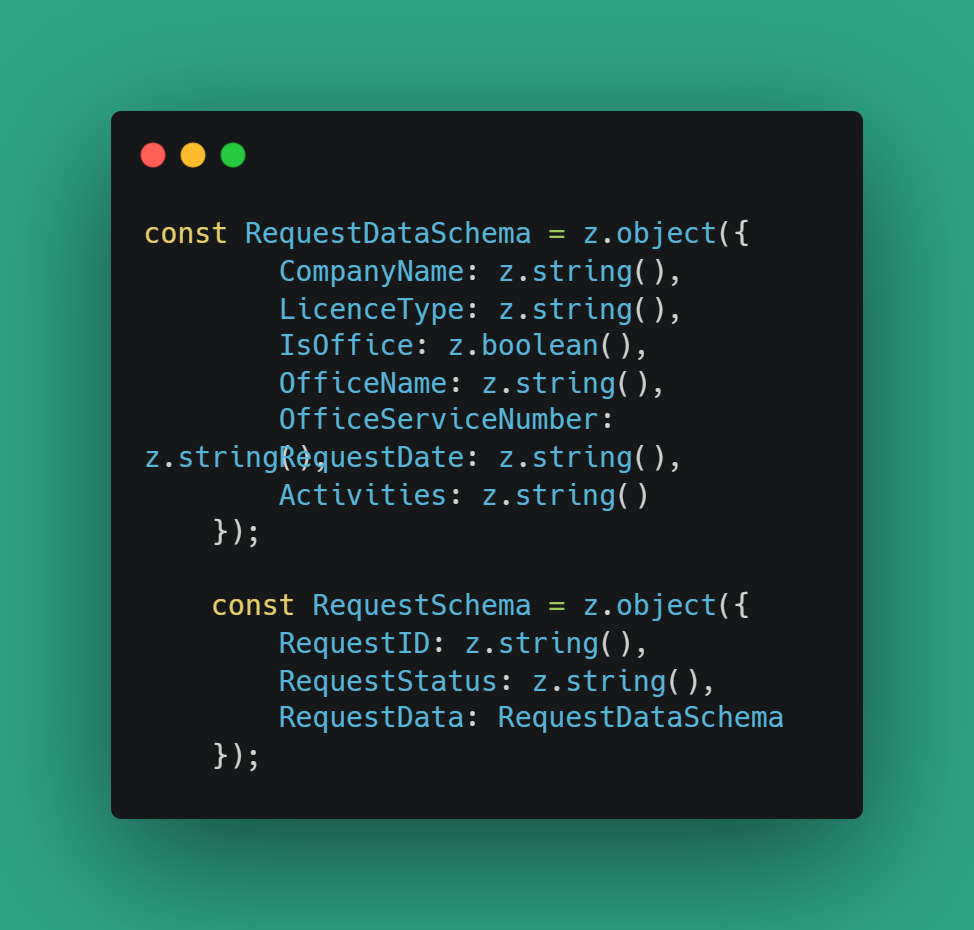 const RequestDataSchema = z.object({
CompanyName: z.string(),
LicenceType: z.string(),
IsOffice: z.boolean(),
OfficeName: z.string(),
OfficeServiceNumber:
z.string(),
RequestDate: z.string(),
Activities: z.string()
});
const RequestSchema = z.object({
RequestID: z.string(),
RequestStatus: z.string(),
RequestData: RequestDataSchema
});